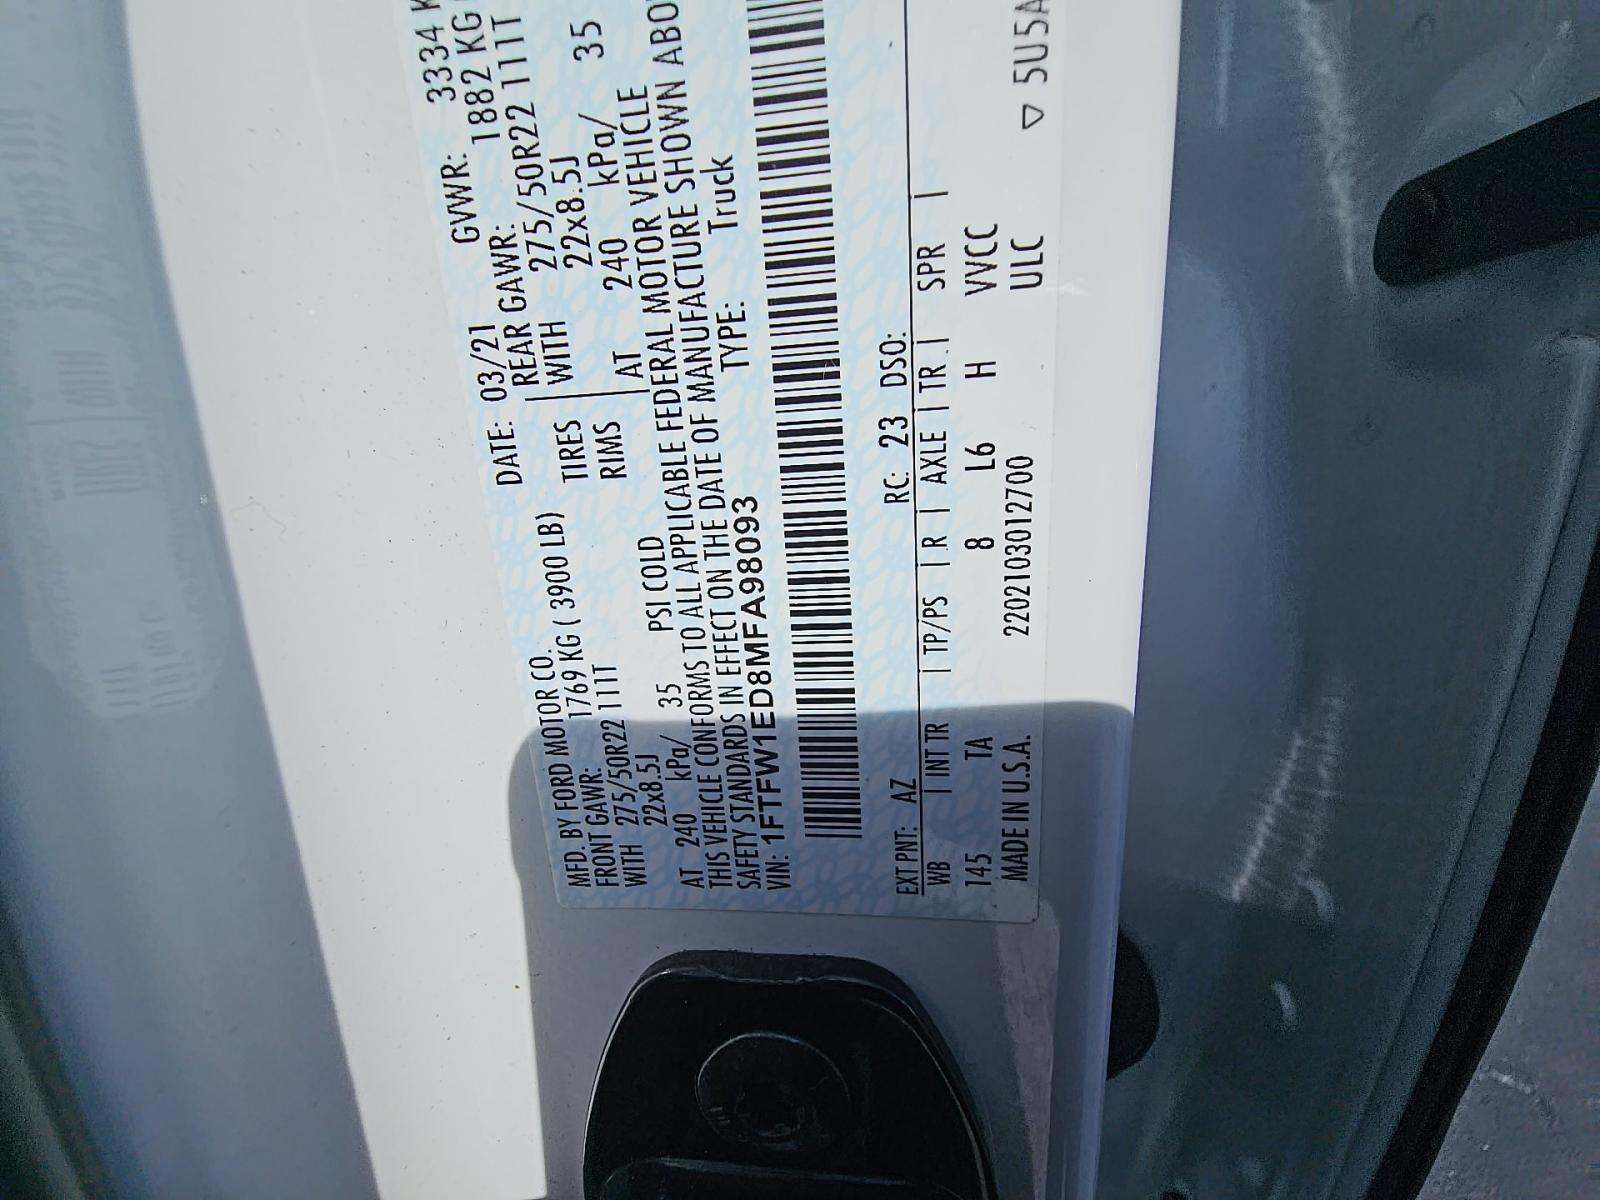 MFD. BY FORD MOTOR CO.
DATE: 03/21 GVWR: 3334 K
FRONT GAWR: 1769 KG ( 3900 LB) REAR GAWR: 1882 KG
WITH 275/50R22 111T TIRES WITH 275/50R22 111T
22x8.5J RIMS 22x8.5J
AT 240 kPa/ 35 PSI COLD AT 240 kPa/ 35
THIS VEHICLE CONFORMS TO ALL APPLICABLE FEDERAL MOTOR VEHICLE
SAFETY STANDARDS IN EFFECT ON THE DATE OF MANUFACTURE SHOWN ABO
VIN: 1FTFW1ED8MFA98093 TYPE: Truck
EXT PNT: AZ RC: 23 DSO:
WB | INT TR | TP/PS | R | AXLE | TR | SPR |
145 TA 8 L6 H VVCC
MADE IN U.S.A. 22021030127​00 ULC
▽ 5U5A